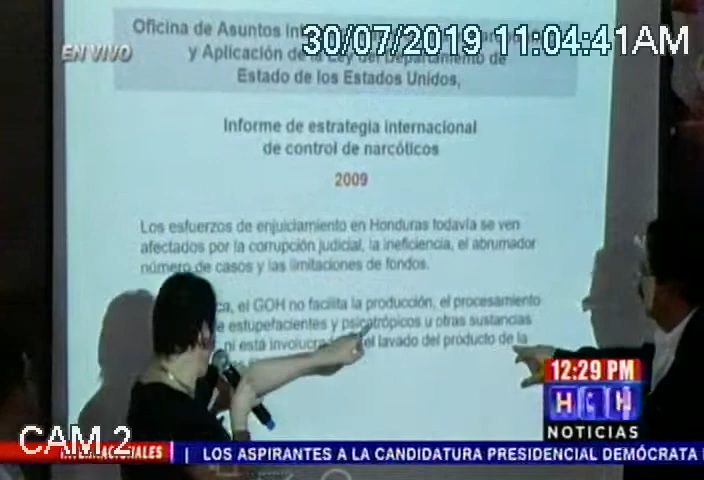 30/07/2019 11:04:41AM
EN VIVO
Oficina de Asuntos
y Aplicación de la Ley del Departamento de
Estado de los Estados Unidos,
Informe de estrategia internacional
de control de narcóticos
2009
Los esfuerzos de enjuiciamiento en Honduras todavía se ven
afectados por la corrupción judicial, la ineficiencia, el abrumador
número de casos y las limitaciones de fondos.
el GOH no facilita la producción, el procesamiento
estupefacientes y psicotrópicos u otras sustancias
ni está el lavado del producto de la
12:29 PM
HCH
NOTICIAS
CAM 2
LOS ASPIRANTES A LA CANDIDATURA PRESIDENCIAL DEMÓCRATA